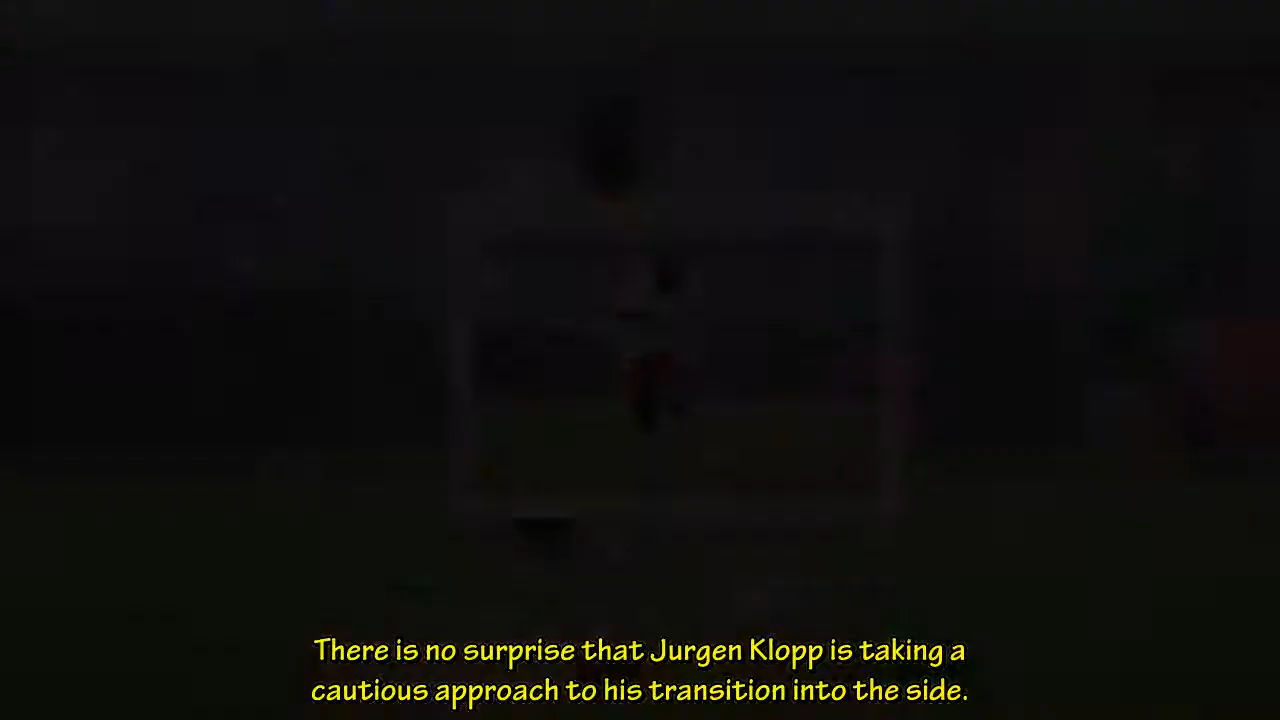 There is no surprise that Jurgen Klopp is taking a
cautious approach to his transition into the side.